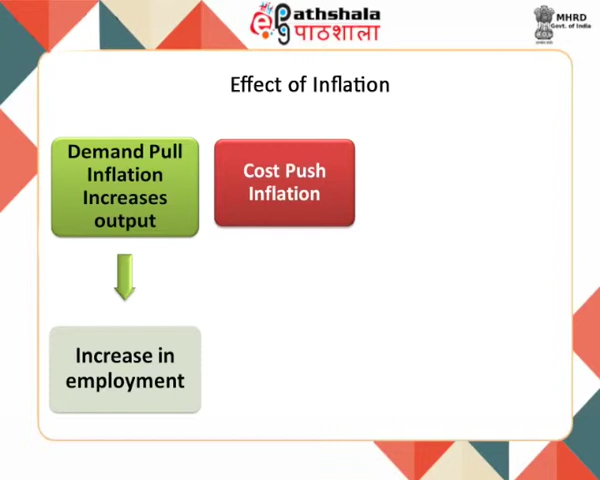 ePathshala
पाठशाला
MHRD
Govt. of India
Effect of Inflation
Demand Pull
Inflation
Increases
output
Cost Push
Inflation
Increase in
employment